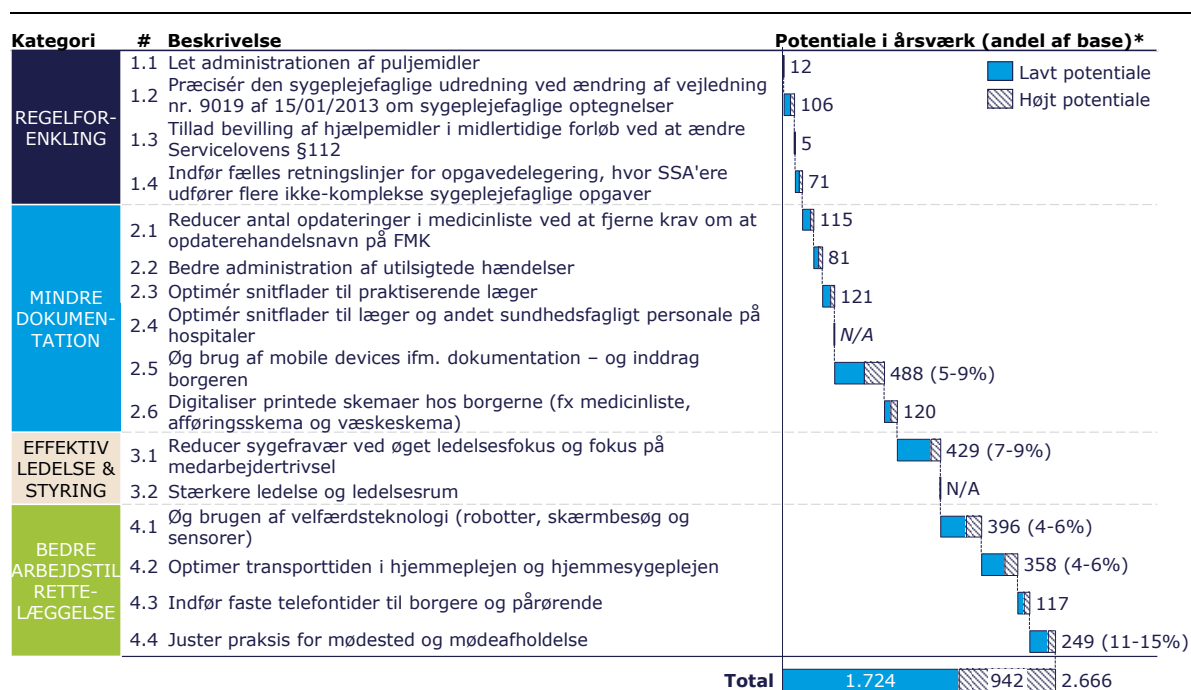 Kategori # Beskrivelse Potentiale i årsværk (andel af base)*
Lavt potentiale
Højt potentiale
REGELFOR-
ENKLING
1.1 Let administrationen af puljemidler 12
1.2 Præcisér den sygeplejefaglige udredning ved ændring af vejledning
nr. 9019 af 15/01/2013 om sygeplejefaglige optegnelser 106
1.3 Tillad bevilling af hjælpemidler i midlertidige forløb ved at ændre
Servicelovens §112 5
1.4 Indfør fælles retningslinjer for opgavedelegering, hvor SSA'ere
udfører flere ikke-komplekse sygeplejefaglige opgaver 71
MINDRE
DOKUMEN-
TATION
2.1 Reducer antal opdateringer i medicinliste ved at fjerne krav om at
opdaterehandelsnavn på FMK 115
2.2 Bedre administration af utilsigtede hændelser 81
2.3 Optimér snitflader til praktiserende læger 121
2.4 Optimér snitflader til læger og andet sundhedsfagligt personale på
hospitaler N/A
2.5 Øg brug af mobile devices ifm. dokumentation – og inddrag
borgeren 488 (5-9%)
2.6 Digitaliser printede skemaer hos borgerne (fx medicinliste,
afføringsskema og væskeskema) 120
EFFEKTIV
LEDELSE &
STYRING
3.1 Reducer sygefravær ved øget ledelsesfokus og fokus på
medarbejdertrivsel 429 (7-9%)
3.2 Stærkere ledelse og ledelsesrum N/A
BEDRE
ARBEJDSTIL
RETTE-
LÆGGELSE
4.1 Øg brugen af velfærdsteknologi (robotter, skærmbesøg og
sensorer) 396 (4-6%)
4.2 Optimer transporttiden i hjemmeplejen og hjemmesygeplejen 358 (4-6%)
4.3 Indfør faste telefontider til borgere og pårørende 117
4.4 Juster praksis for mødested og mødeafholdelse 249 (11-15%)
Total 1.724 942 2.666